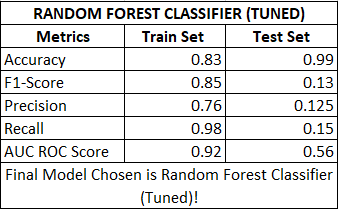 RANDOM FOREST CLASSIFIER (TUNED)
Metrics Train Set Test Set
Accuracy 0.83 0.99
F1-Score 0.85 0.13
Precision 0.76 0.125
Recall 0.98 0.15
AUC ROC Score 0.92 0.56
Final Model Chosen is Random Forest Classifier
(Tuned)!